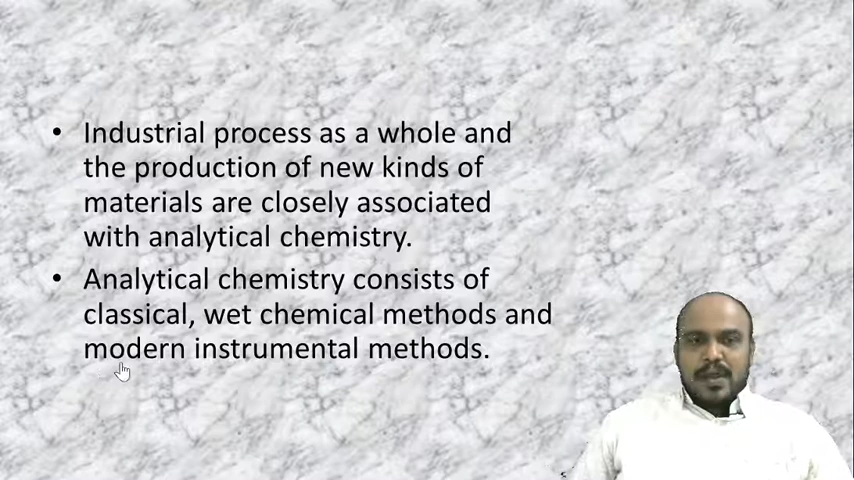 • Industrial process as a whole and
the production of new kinds of
materials are closely associated
with analytical chemistry.
• Analytical chemistry consists of
classical, wet chemical methods and
modern instrumental methods.